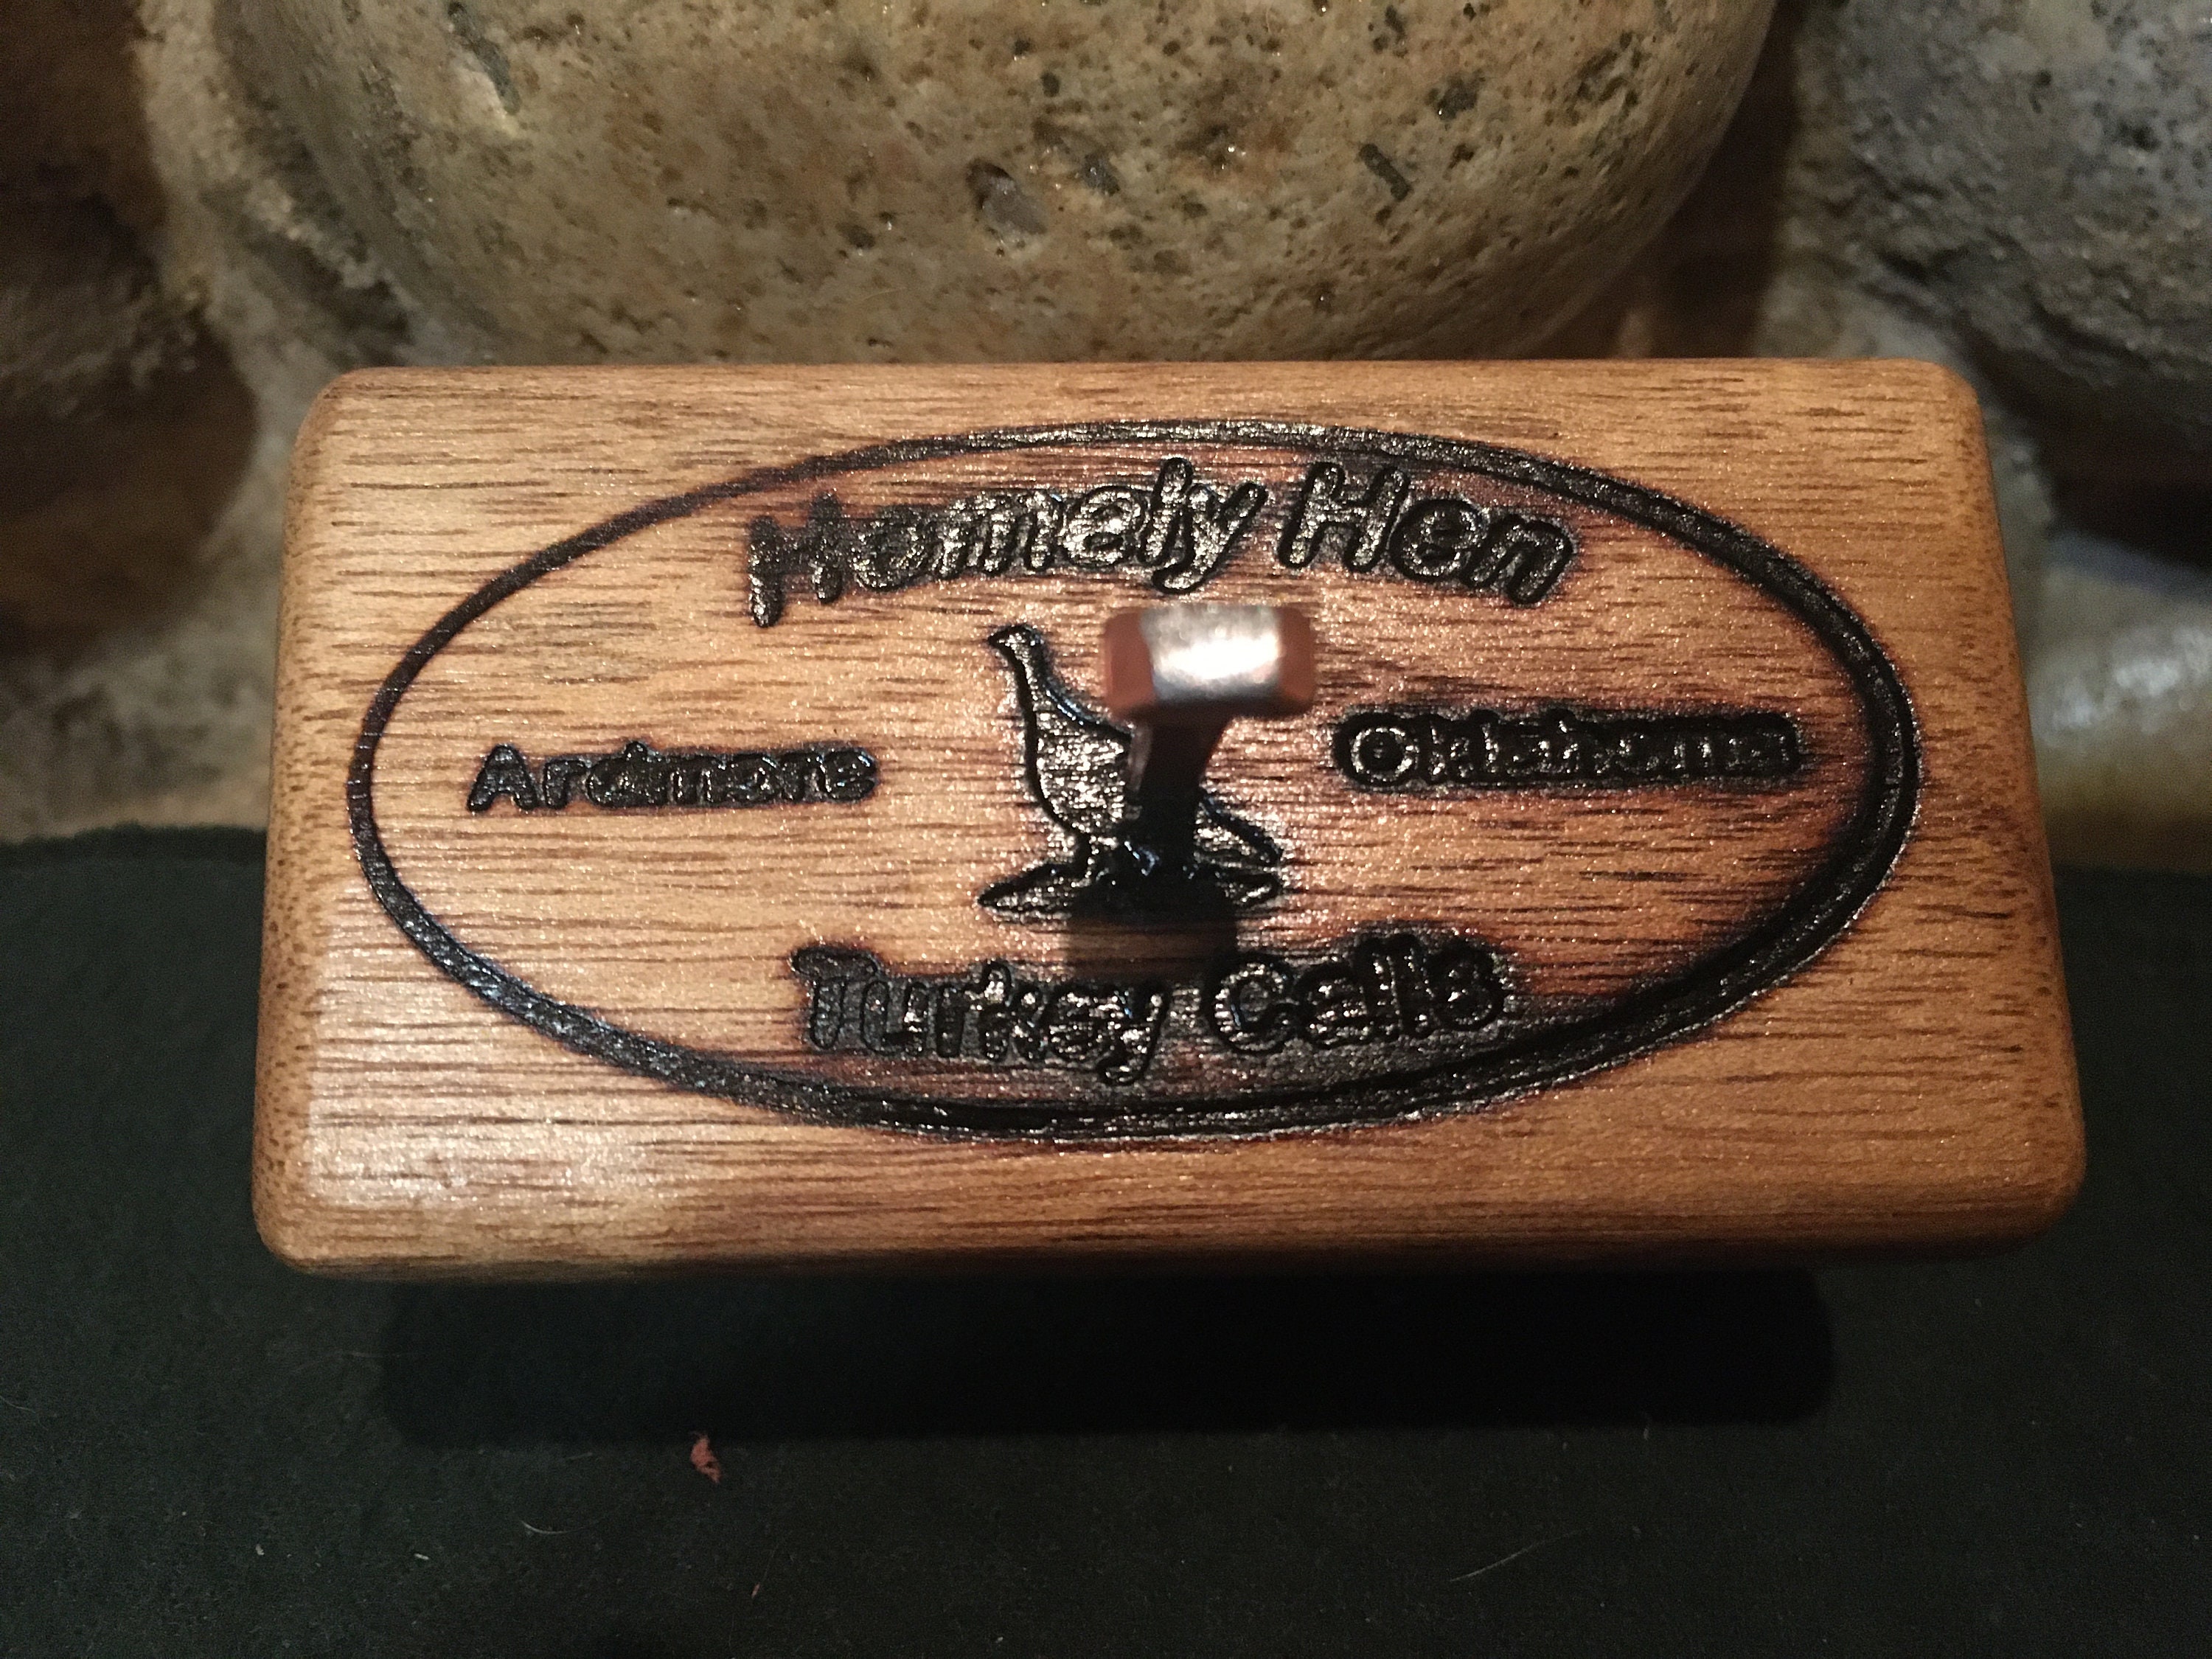 Homely Hen
Ardmore
Oklahoma
Turkey Calls